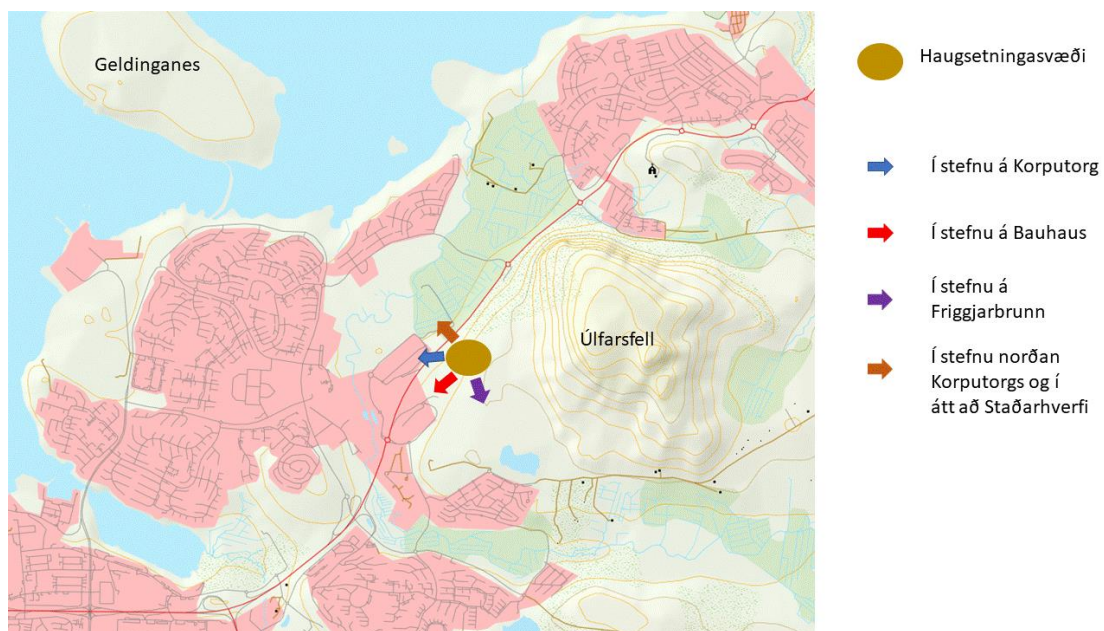 Geldinganes
Úlfarsfell
Haugsetningasvæði
Í stefnu á Korputorg
Í stefnu á Bauhaus
Í stefnu á
Friggjarbrunn
Í stefnu norðan
Korputorgs og í
átt að Staðarhverfi